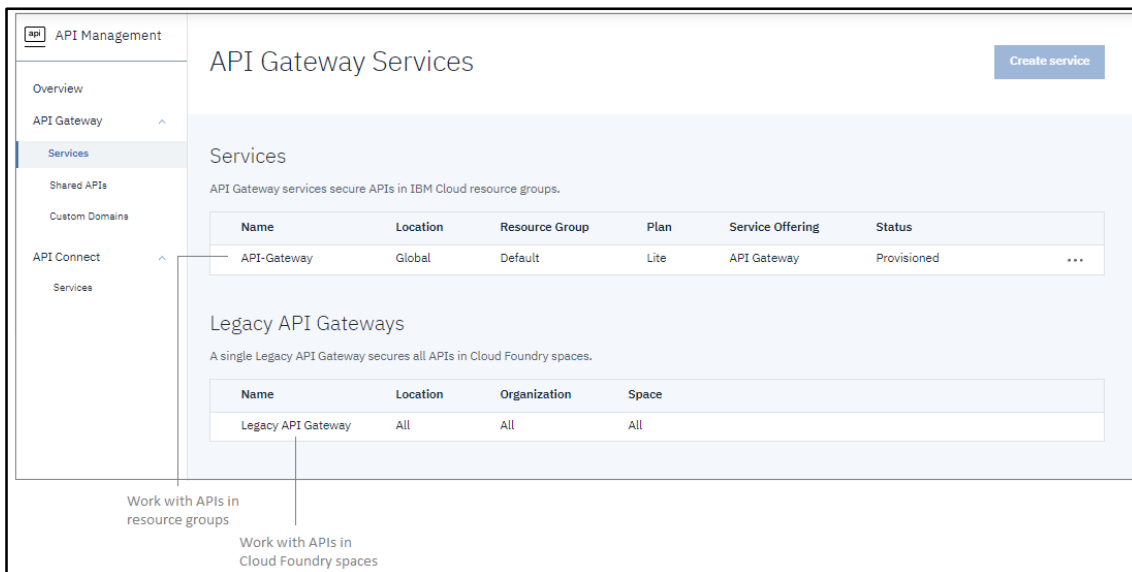 api API Management
Overview
API Gateway
Services
Shared APIs
Custom Domains
API Connect
Services
API Gateway Services
Create service
Services
API Gateway services secure APIs in IBM Cloud resource groups.
Name Location Resource Group Plan Service Offering Status
API-Gateway Global Default Lite API Gateway Provisioned
Legacy API Gateways
A single Legacy API Gateway secures all APIs in Cloud Foundry spaces.
Name Location Organization Space
Legacy API Gateway All All All
Work with APIs in
resource groups
Work with APIs in
Cloud Foundry spaces